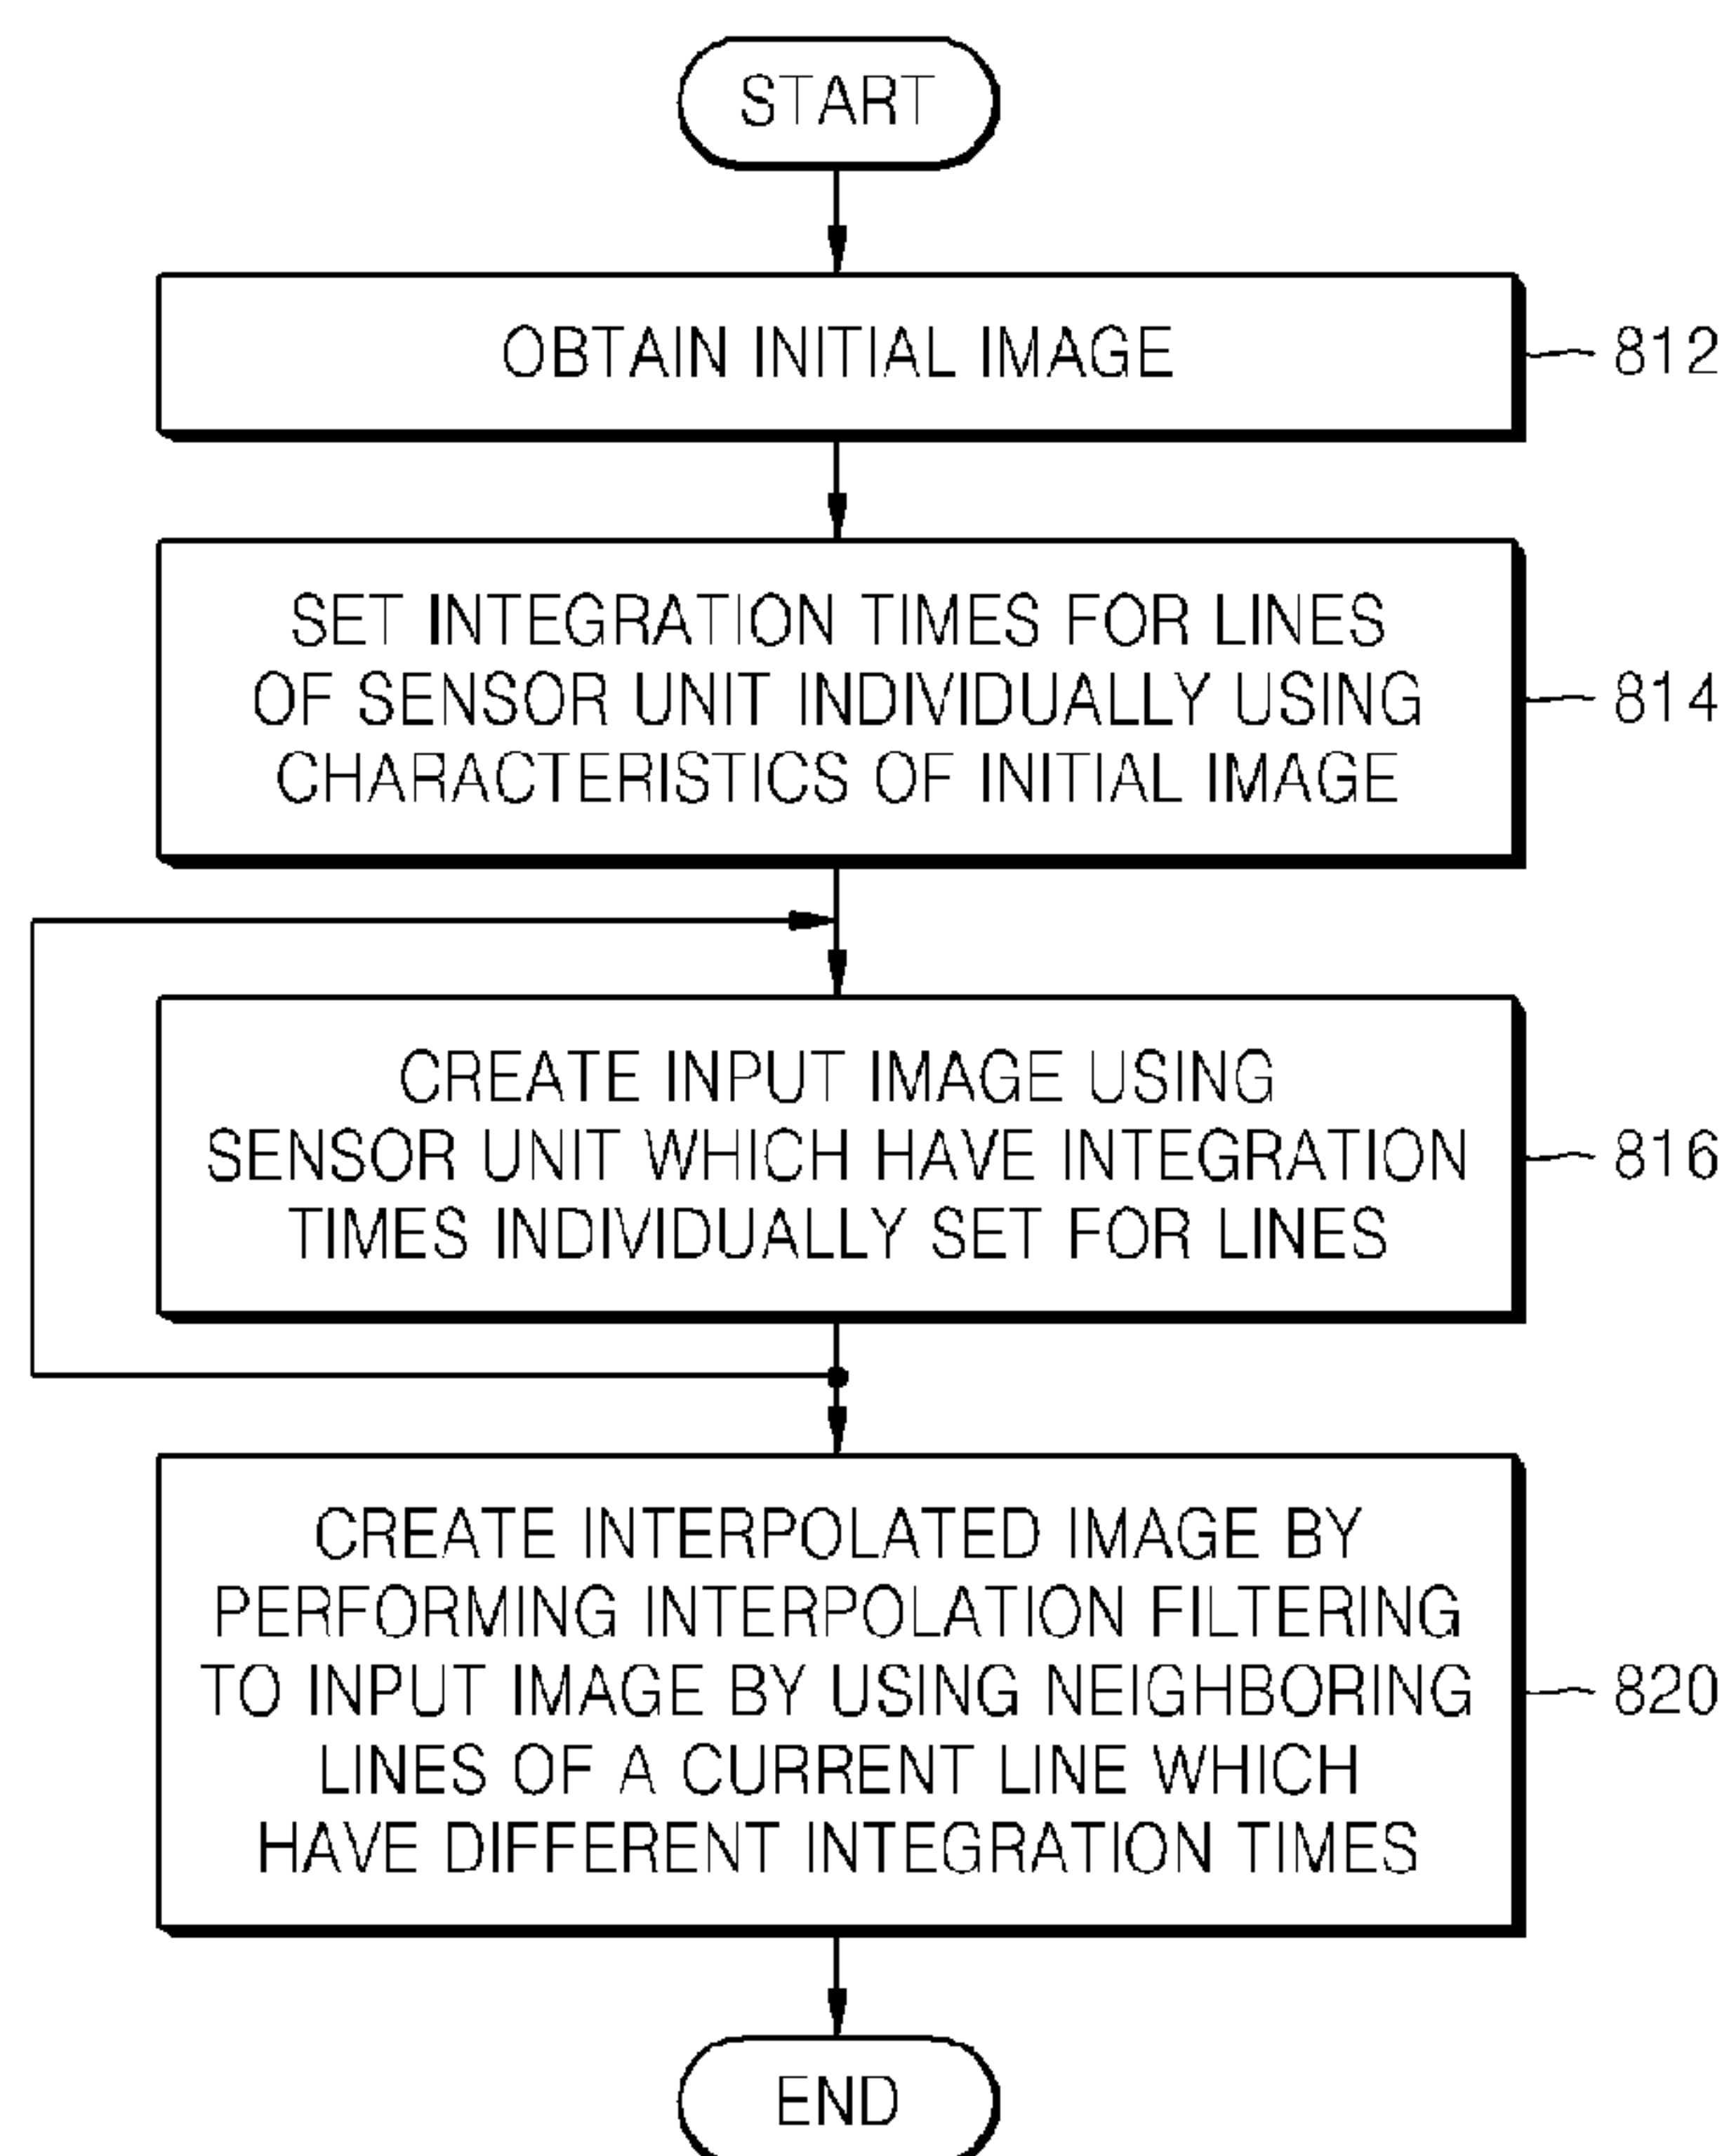 START
OBTAIN INITIAL IMAGE
812
SET INTEGRATION TIMES FOR LINES
OF SENSOR UNIT INDIVIDUALLY USING
CHARACTERISTICS OF INITIAL IMAGE
814
CREATE INPUT IMAGE USING
SENSOR UNIT WHICH HAVE INTEGRATION
TIMES INDIVIDUALLY SET FOR LINES
816
CREATE INTERPOLATED IMAGE BY
PERFORMING INTERPOLATION FILTERING
TO INPUT IMAGE BY USING NEIGHBORING
LINES OF A CURRENT LINE WHICH
HAVE DIFFERENT INTEGRATION TIMES
820
END